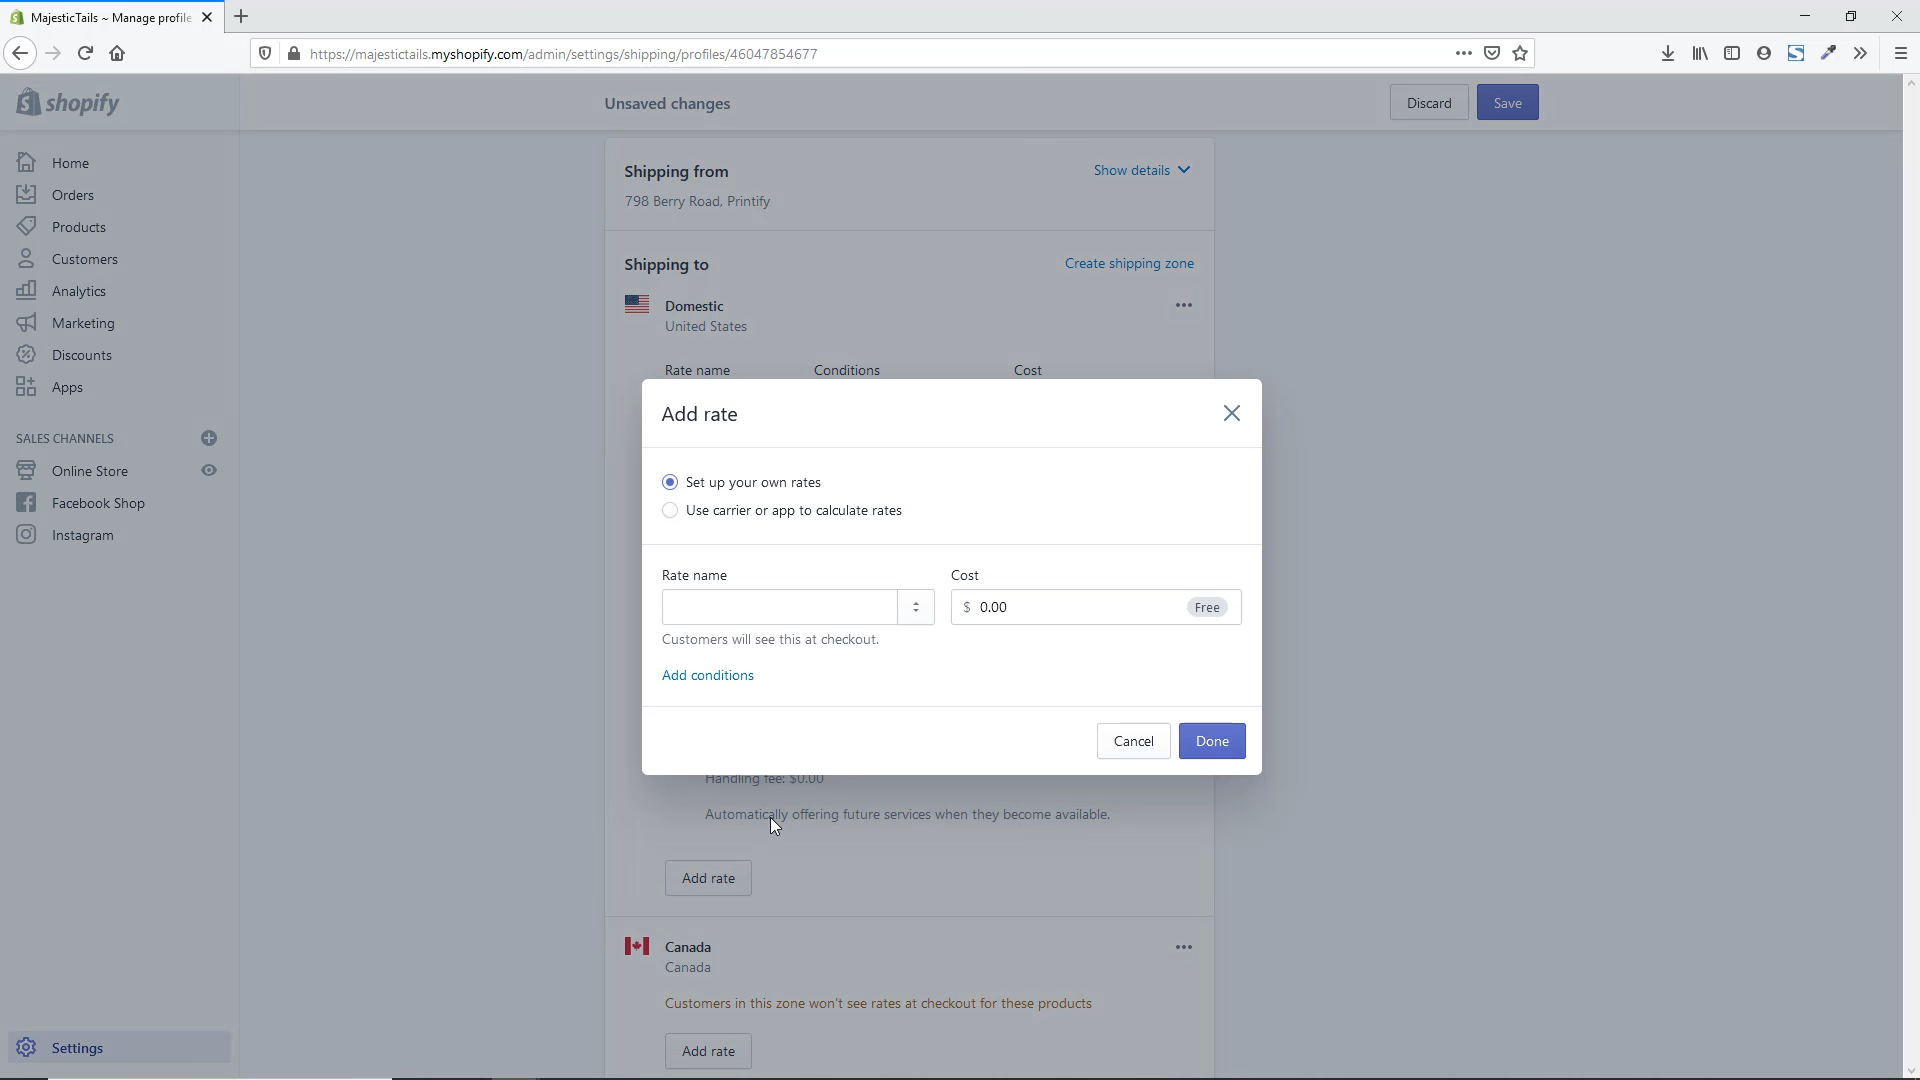 MajesticTails ~ Manage profile
https://majestictails.myshopify.com/admin/settings/shipping/profiles/46047854677
shopify
Unsaved changes
Discard
Save
Home
Orders
Products
Customers
Analytics
Marketing
Discounts
Apps
SALES CHANNELS
Online Store
Facebook Shop
Instagram
Settings
Shipping from
Show details
798 Berry Road, Printify
Shipping to
Create shipping zone
Domestic
United States
Rate name Conditions Cost
Add rate
Set up your own rates
Use carrier or app to calculate rates
Rate name Cost
$ 0.00 Free
Customers will see this at checkout.
Add conditions
Cancel Done
Handling fee: $0.00
Automatically offering future services when they become available.
Add rate
Canada
Canada
Customers in this zone won't see rates at checkout for these products
Add rate